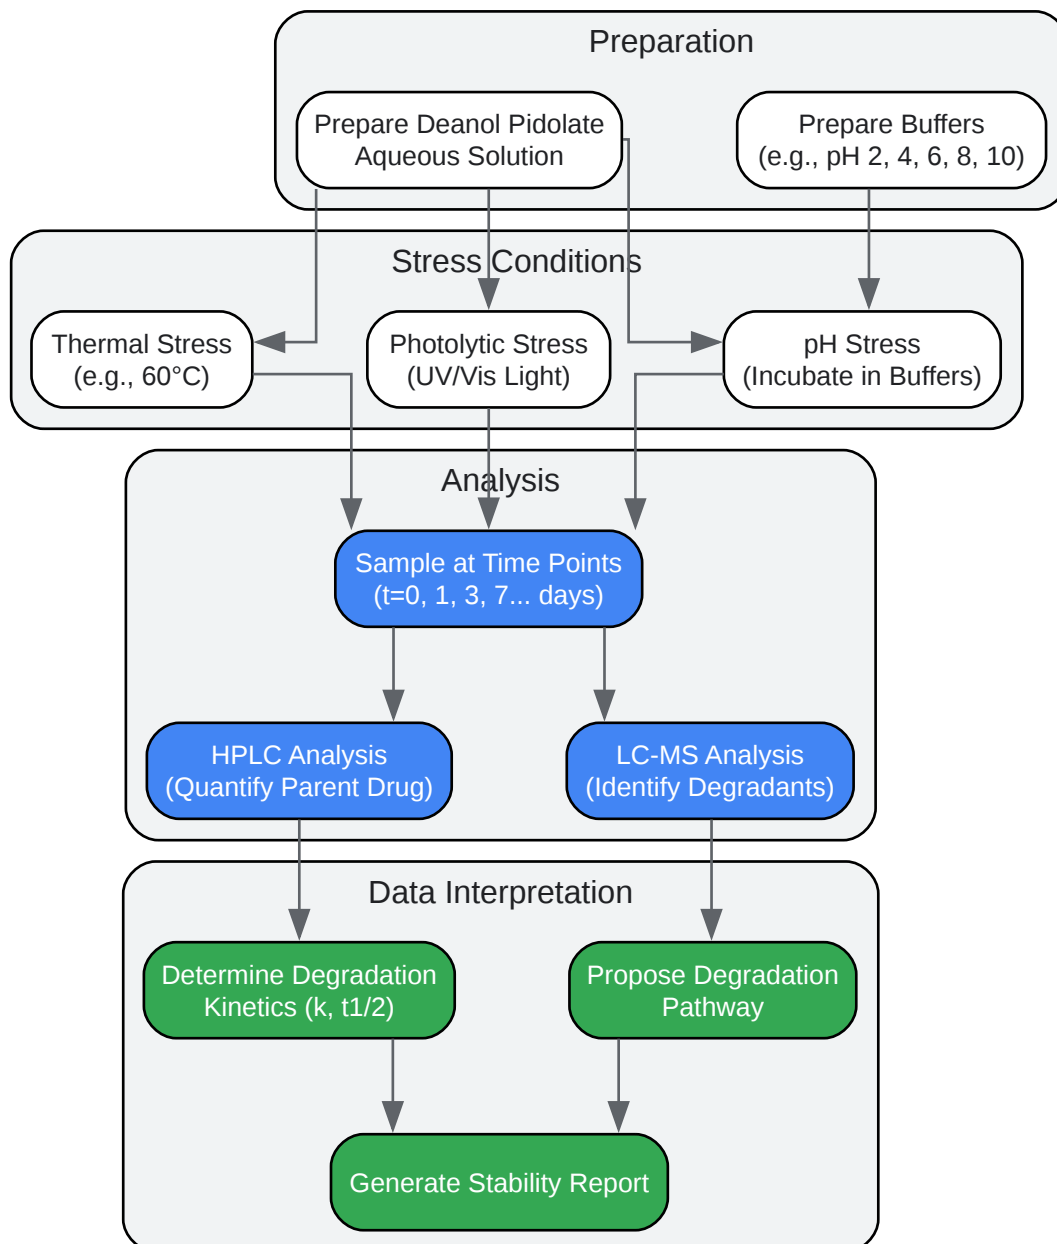 Preparation
Prepare Deanol Pidolate
Aqueous Solution
Prepare Buffers
(e.g., pH 2, 4, 6, 8, 10)
Stress Conditions
Thermal Stress
(e.g., 60°C)
Photolytic Stress
(UV/Vis Light)
pH Stress
(Incubate in Buffers)
Analysis
Sample at Time Points
(t=0, 1, 3, 7... days)
HPLC Analysis
(Quantify Parent Drug)
LC-MS Analysis
(Identify Degradants)
Data Interpretation
Determine Degradation
Kinetics (k, t1/2)
Propose Degradation
Pathway
Generate Stability Report